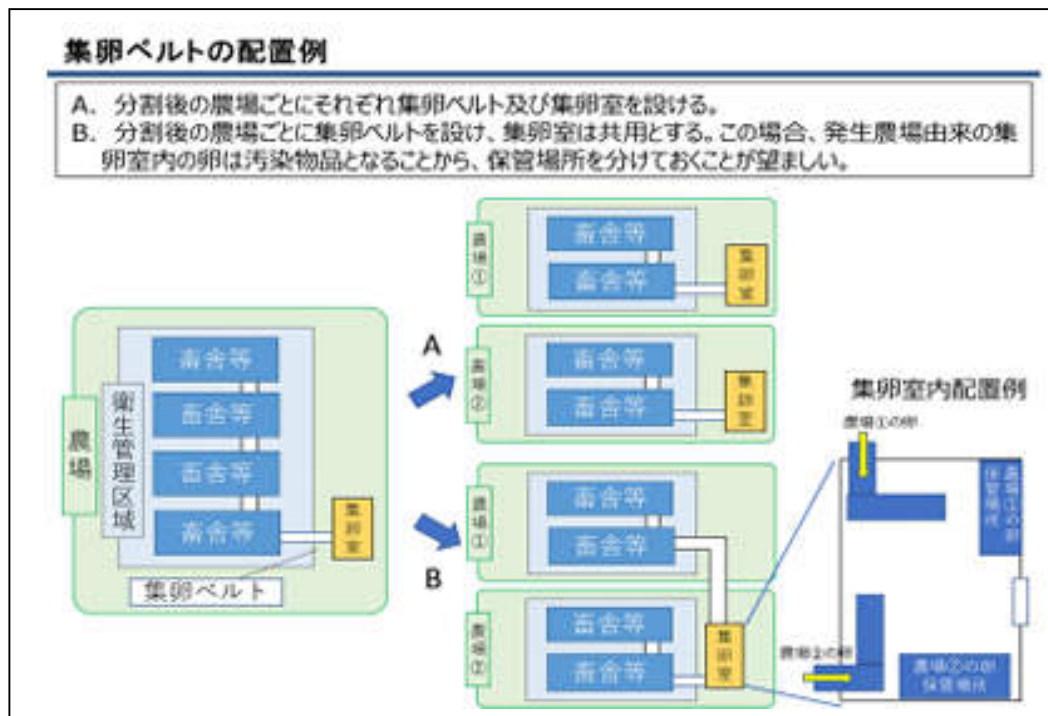 集卵ベルトの配置例
A. 分割後の農場ごとにそれぞれ集卵ベルト及び集卵室を設ける。
B. 分割後の農場ごとに集卵ベルトを設け、集卵室は共用とする。この場合、発生農場由来の集
卵室内の卵は汚染物品となることから、保管場所を分けておくことが望ましい。
農場
衛生管理区域
畜舎等
畜舎等
畜舎等
畜舎等
集卵室
集卵ベルト
A
農場①
畜舎等
畜舎等
集卵室
農場②
畜舎等
畜舎等
集卵室
B
農場①
畜舎等
畜舎等
農場②
畜舎等
畜舎等
集卵室
集卵室内配置例
農場①の卵
農場①の卵
保管場所
農場②の卵
農場②の卵
保管場所